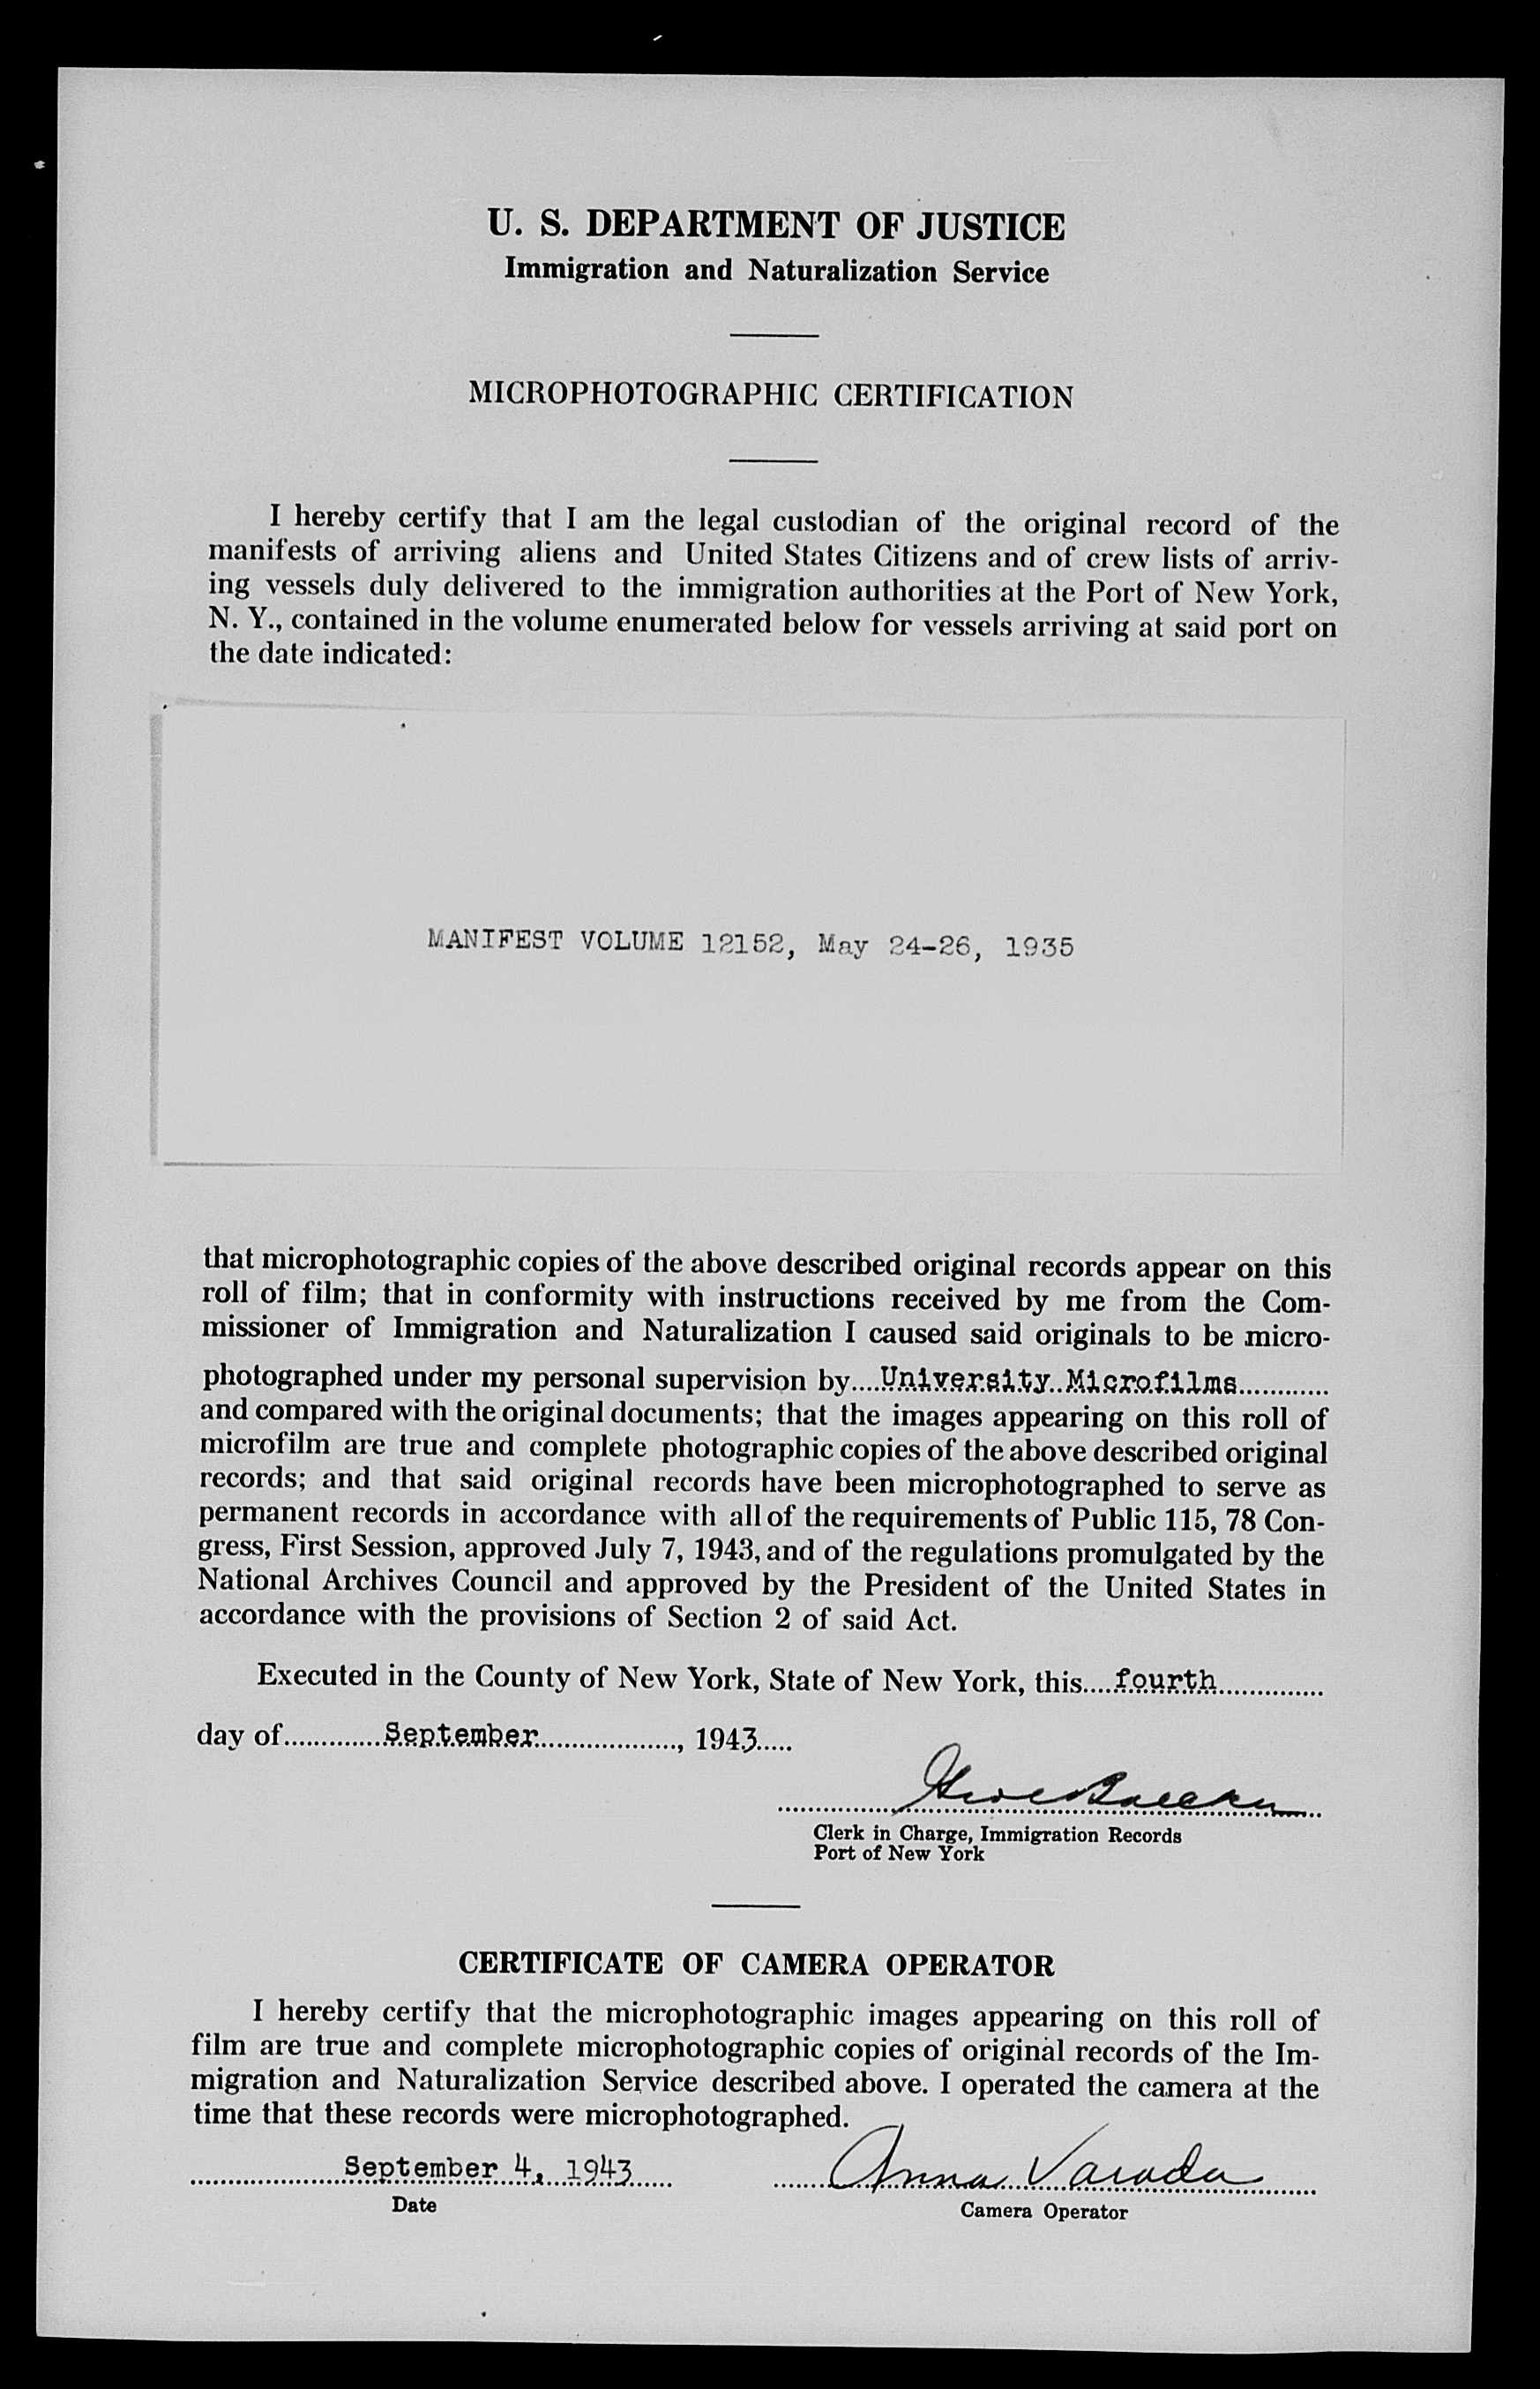 U. S. DEPARTMENT OF JUSTICE
Immigration and Naturalization Service
MICROPHOTOGRAPHIC CERTIFICATION
I hereby certify that I am the legal custodian of the original record of the
manifests of arriving aliens and United States Citizens and of crew lists of arriv-
ing vessels duly delivered to the immigration authorities at the Port of New York,
N. Y., contained in the volume enumerated below for vessels arriving at said port on
the date indicated:
MANIFEST VOLUME 12152, May 24-26, 1935
that microphotographic copies of the above described original records appear on this
roll of film; that in conformity with instructions received by me from the Com-
missioner of Immigration and Naturalization I caused said originals to be micro-
photographed under my personal supervision by....University Microfilms............
and compared with the original documents; that the images appearing on this roll of
microfilm are true and complete photographic copies of the above described original
records; and that said original records have been microphotographed to serve as
permanent records in accordance with all of the requirements of Public 115, 78 Con-
gress, First Session, approved July 7, 1943, and of the regulations promulgated by the
National Archives Council and approved by the President of the United States in
accordance with the provisions of Section 2 of said Act.
Executed in the County of New York, State of New York, this....fourth..............
day of.............September..................., 1943.....
Clerk in Charge, Immigration Records
Port of New York
CERTIFICATE OF CAMERA OPERATOR
I hereby certify that the microphotographic images appearing on this roll of
film are true and complete microphotographic copies of original records of the Im-
migration and Naturalization Service described above. I operated the camera at the
time that these records were microphotographed.
September 4, 1943 Anna Varada
Date Camera Operator